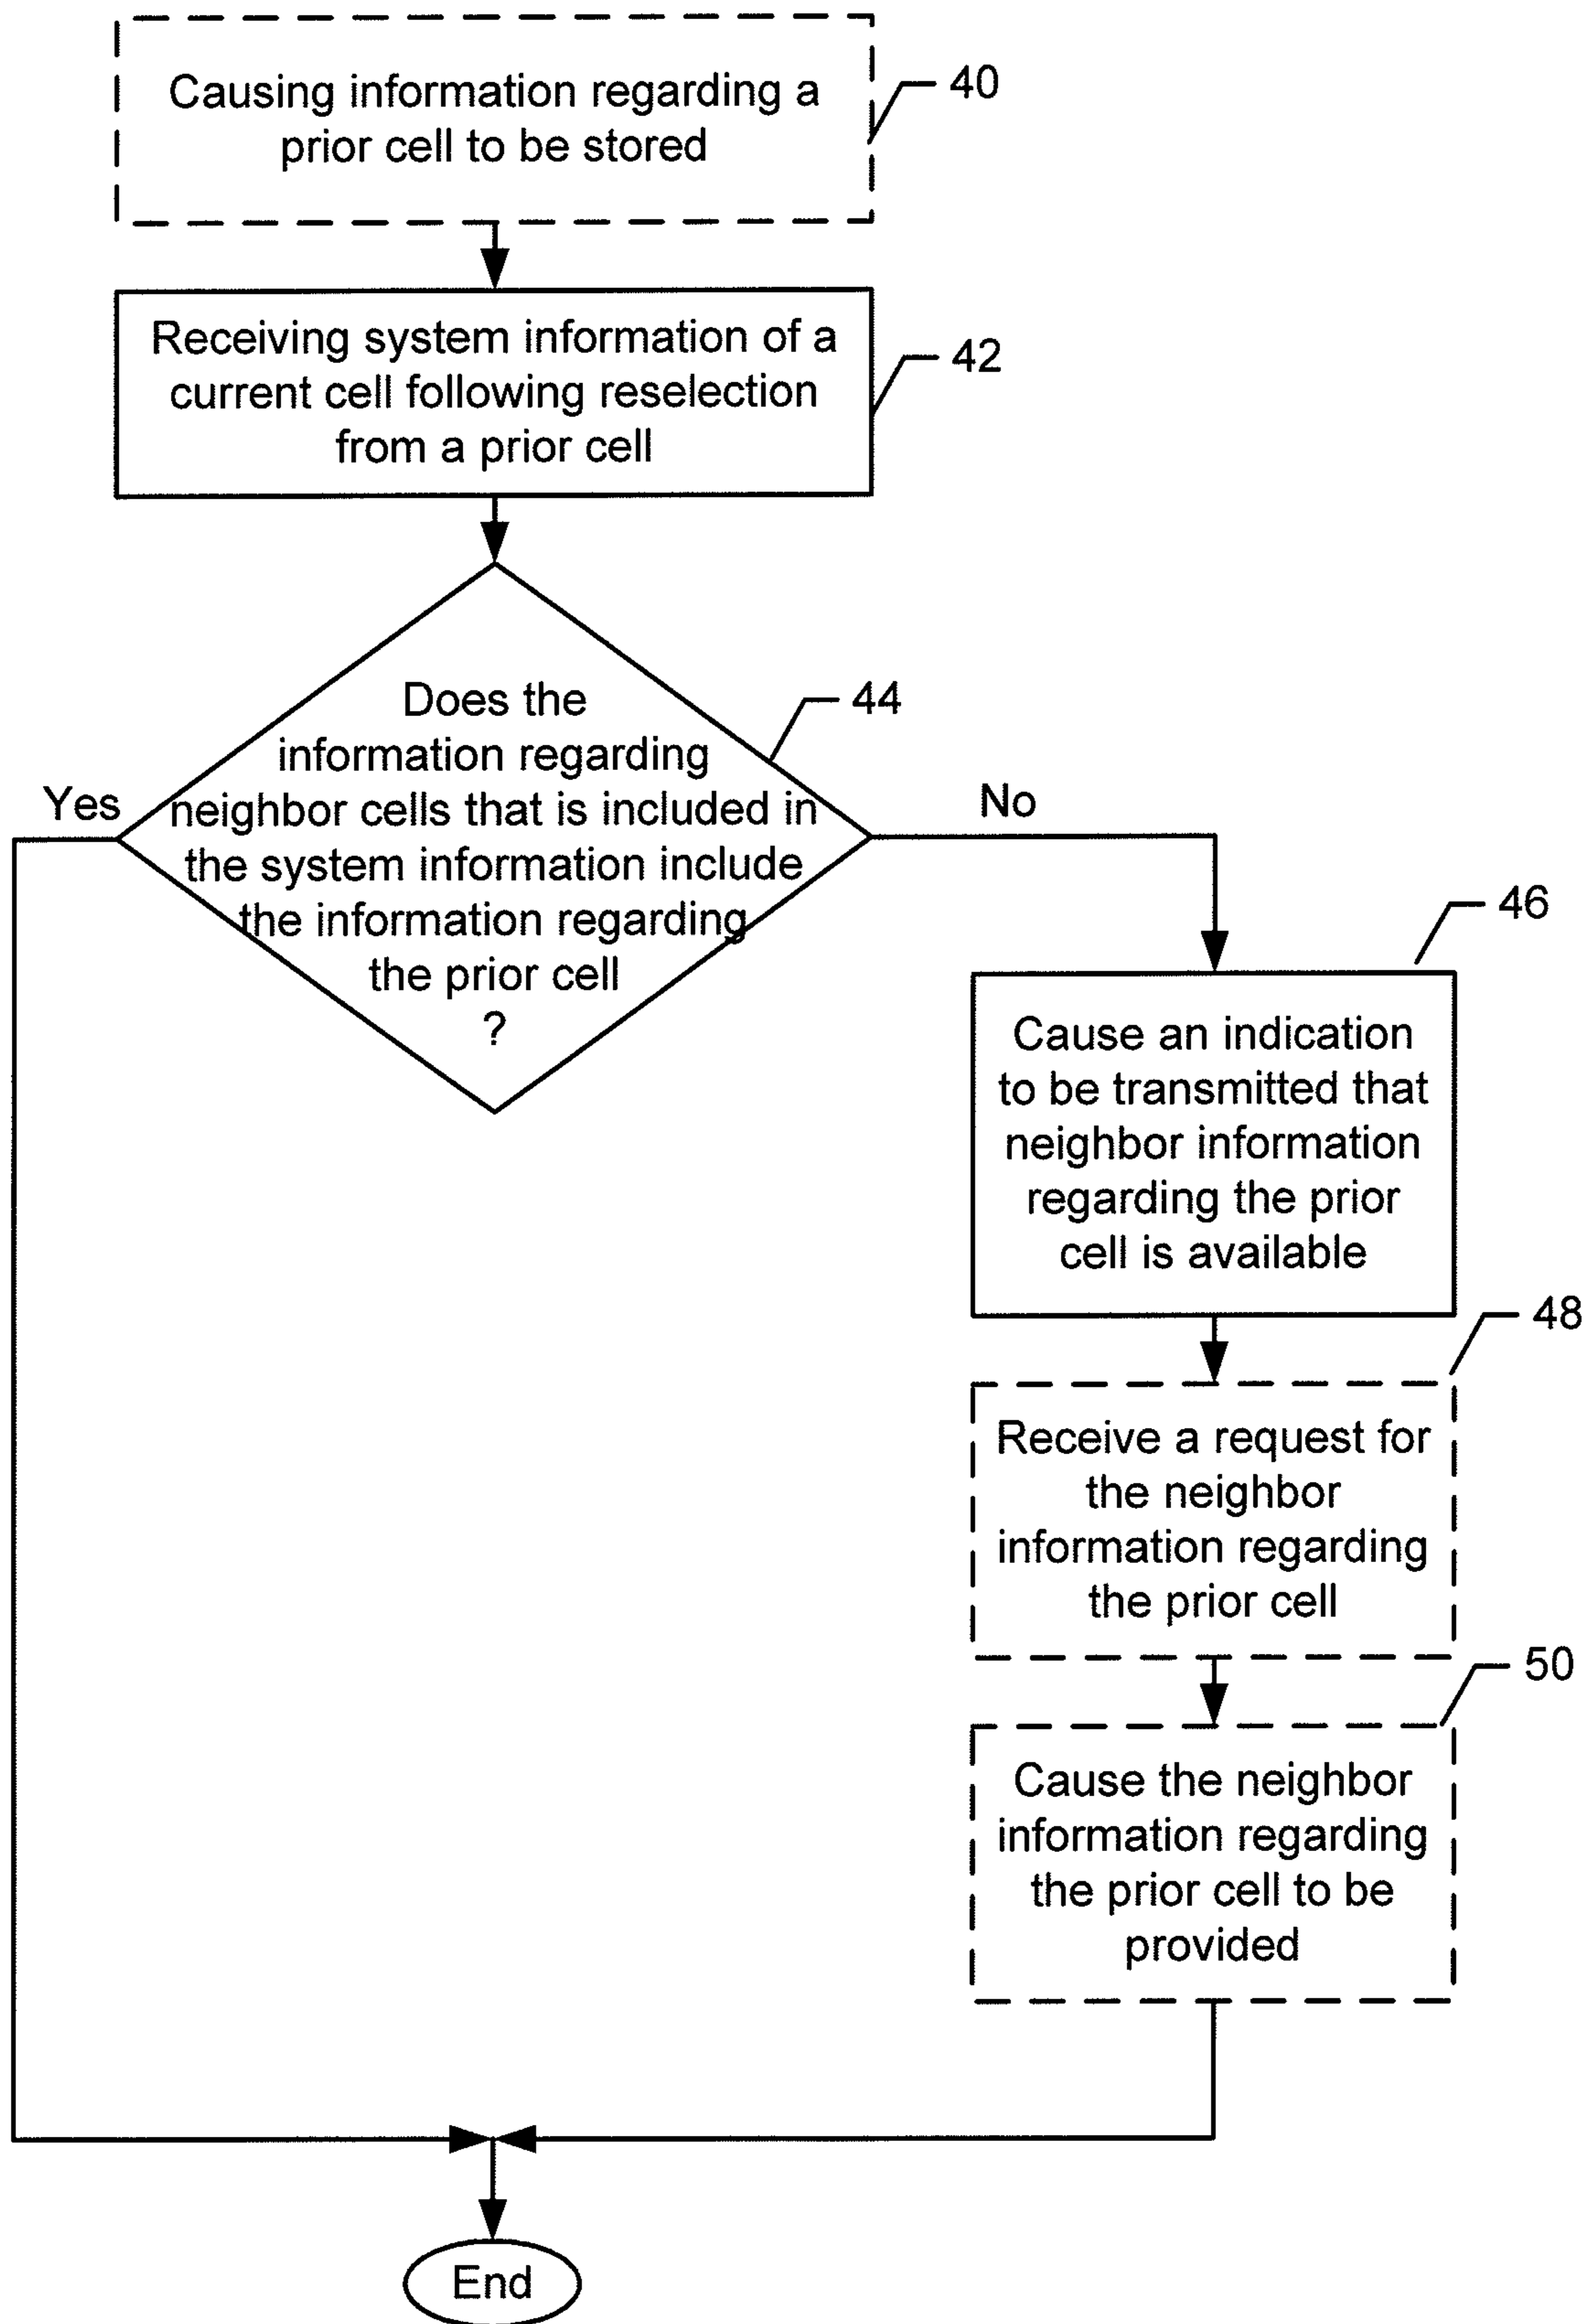 Causing information regarding a
prior cell to be stored
40
Receiving system information of a
current cell following reselection
from a prior cell
42
Does the
information regarding
neighbor cells that is included in
the system information include
the information regarding
the prior cell
?
44
Yes
No
46
Cause an indication
to be transmitted that
neighbor information
regarding the prior
cell is available
48
Receive a request for
the neighbor
information regarding
the prior cell
50
Cause the neighbor
information regarding
the prior cell to be
provided
End